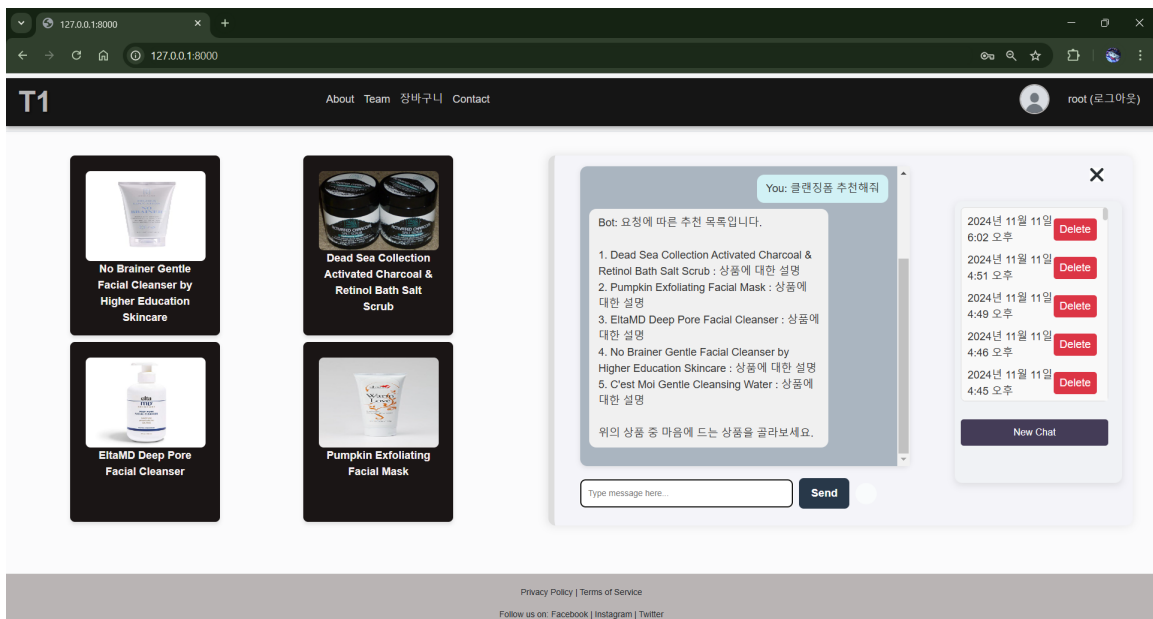 127.0.0.1:8000
127.0.0.1:8000
T1
About Team 장바구니 Contact
root (로그아웃)
No Brainer Gentle
Facial Cleanser by
Higher Education
Skincare
Dead Sea Collection
Activated Charcoal &
Retinol Bath Salt
Scrub
elta
MD
EltaMD Deep Pore
Facial Cleanser
Warm
Love
Pumpkin Exfoliating
Facial Mask
You: 클랜징폼 추천해줘
Bot: 요청에 따른 추천 목록입니다.
1. Dead Sea Collection Activated Charcoal &
Retinol Bath Salt Scrub : 상품에 대한 설명
2. Pumpkin Exfoliating Facial Mask : 상품에
대한 설명
3. EltaMD Deep Pore Facial Cleanser : 상품에
대한 설명
4. No Brainer Gentle Facial Cleanser by
Higher Education Skincare : 상품에 대한 설명
5. C'est Moi Gentle Cleansing Water : 상품에
대한 설명
위의 상품 중 마음에 드는 상품을 골라보세요.
Type message here...
Send
2024년 11월 11일
6:02 오후
Delete
2024년 11월 11일
4:51 오후
Delete
2024년 11월 11일
4:49 오후
Delete
2024년 11월 11일
4:46 오후
Delete
2024년 11월 11일
4:45 오후
Delete
New Chat
Privacy Policy | Terms of Service
Follow us on: Facebook | Instagram | Twitter